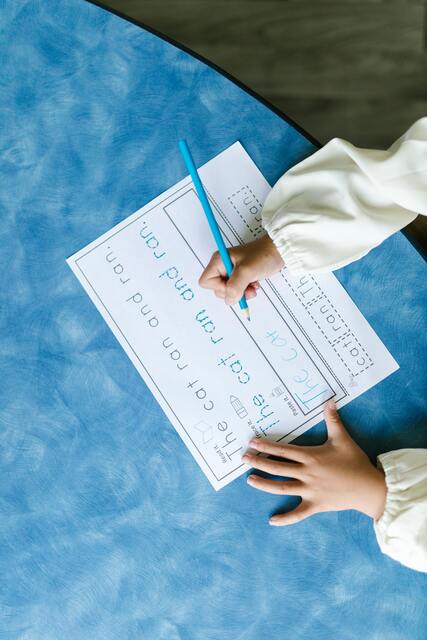 Read it.
The cat ran and ran.
Trace it.
The cat ran and ran.
Paste it.
The cat
cat ran Th ran.